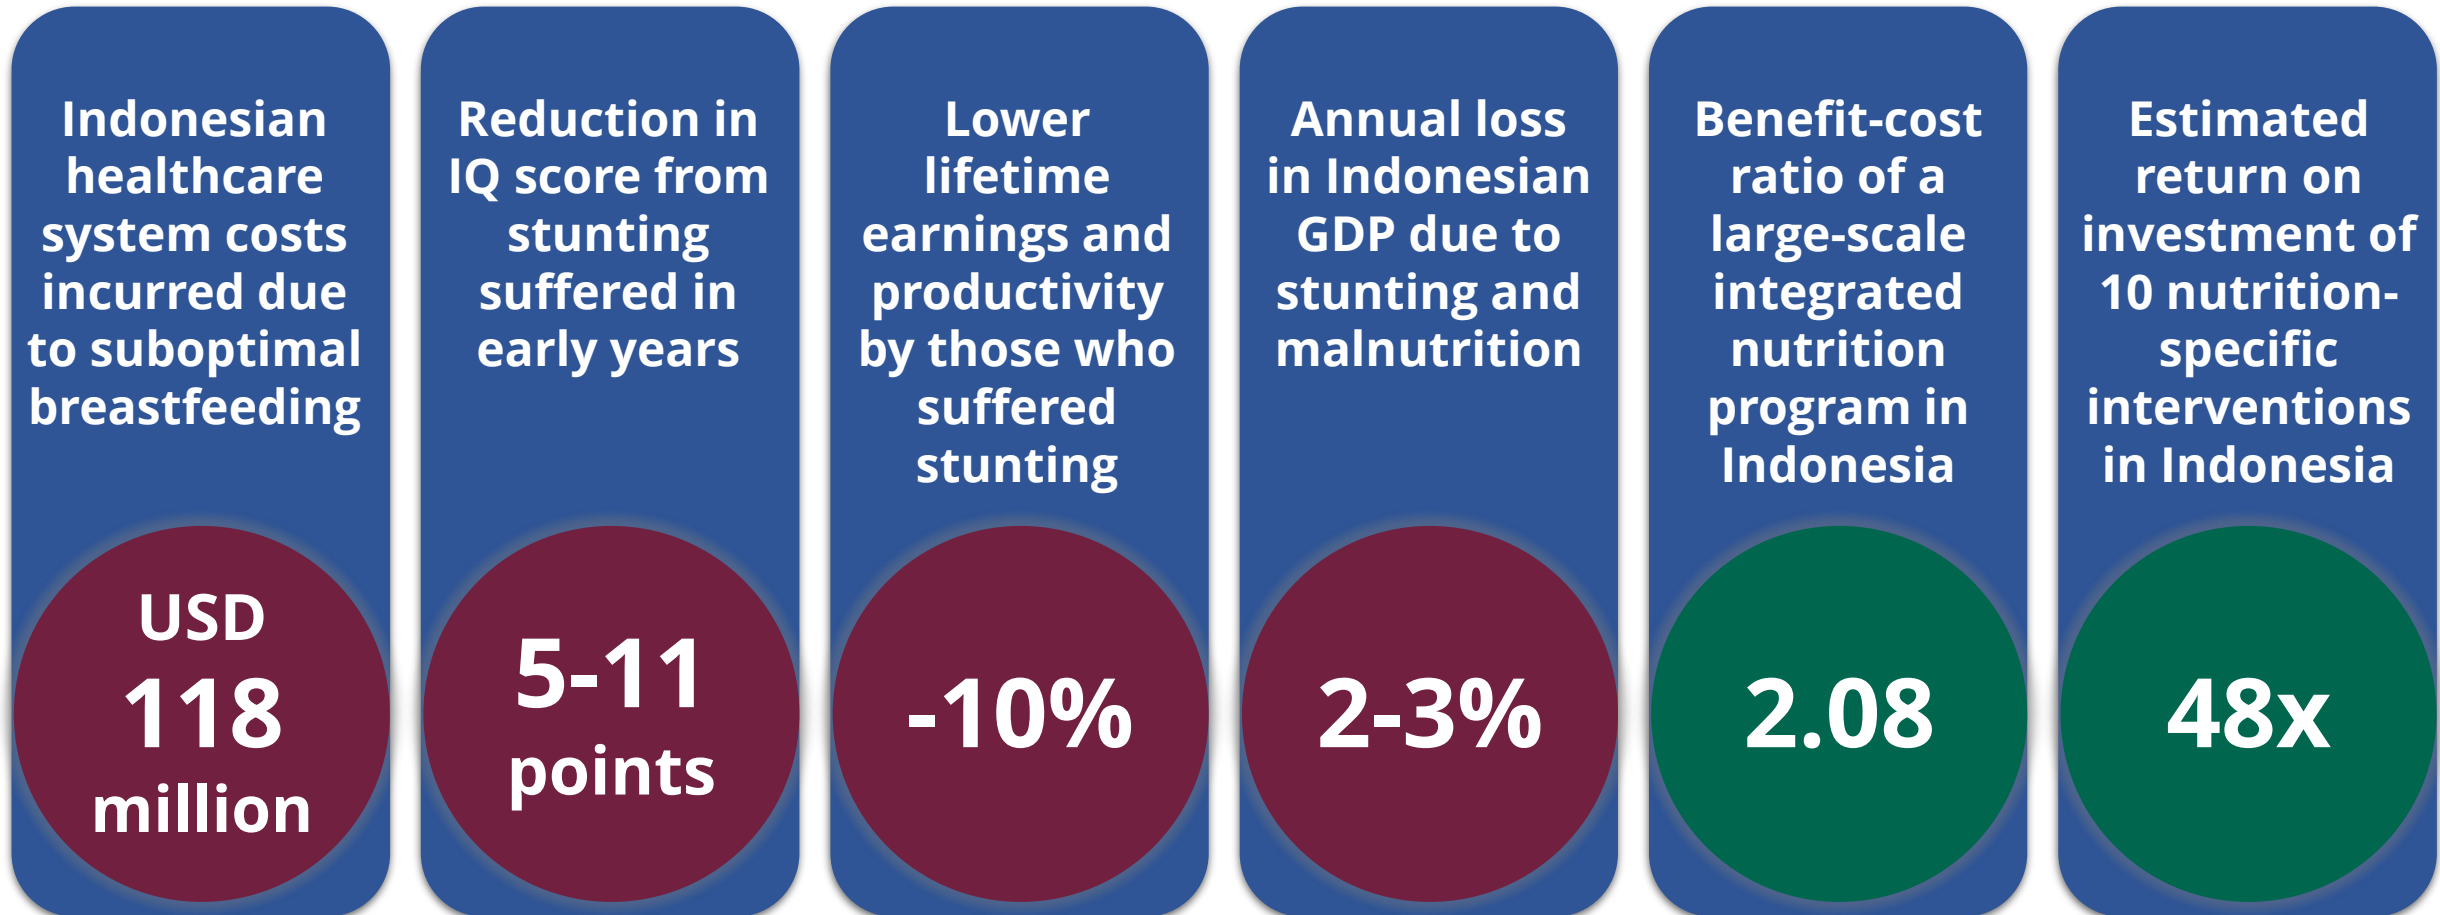 Indonesian
healthcare
system costs
incurred due
to suboptimal
breastfeeding
USD
118
million
Reduction in
IQ score from
stunting
suffered in
early years
5-11
points
Lower
lifetime
earnings and
productivity
by those who
suffered
stunting
-10%
Annual loss
in Indonesian
GDP due to
stunting and
malnutrition
2-3%
Benefit-cost
ratio of a
large-scale
integrated
nutrition
program in
Indonesia
2.08
Estimated
return on
investment of
10 nutrition-
specific
interventions
in Indonesia
48x